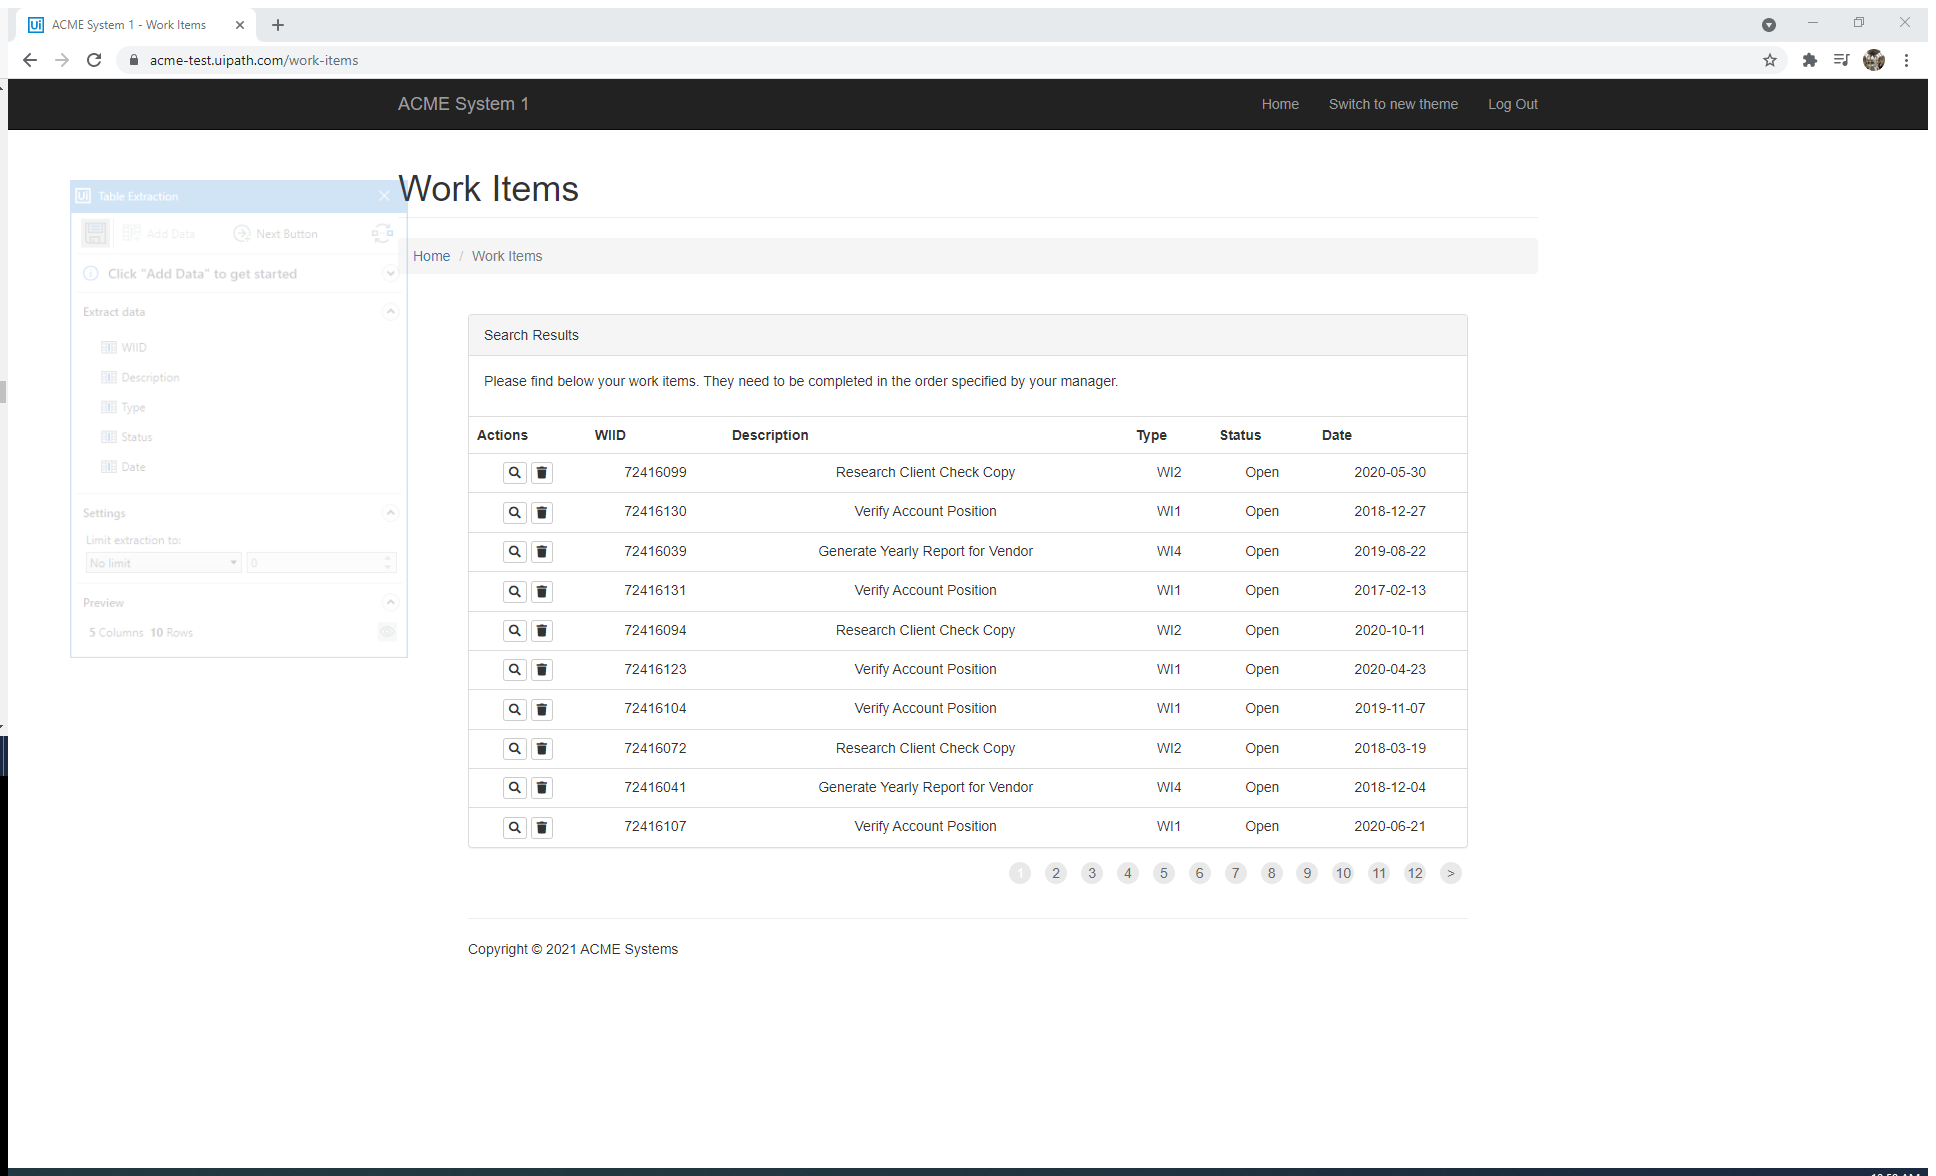 ACME System 1 - Work Items
acme-test.uipath.com/work-items
ACME System 1 Home Switch to new theme Log Out
Work Items
Home / Work Items
Table Extraction
Add Data Next Button
Click "Add Data" to get started
Extract data
WIID
Description
Type
Status
Date
Settings
Limit extraction to:
No limit 0
Preview
5 Columns 10 Rows
Search Results
Please find below your work items. They need to be completed in the order specified by your manager.
Actions WIID Description Type Status Date
72416099 Research Client Check Copy WI2 Open 2020-05-30
72416130 Verify Account Position WI1 Open 2018-12-27
72416039 Generate Yearly Report for Vendor WI4 Open 2019-08-22
72416131 Verify Account Position WI1 Open 2017-02-13
72416094 Research Client Check Copy WI2 Open 2020-10-11
72416123 Verify Account Position WI1 Open 2020-04-23
72416104 Verify Account Position WI1 Open 2019-11-07
72416072 Research Client Check Copy WI2 Open 2018-03-19
72416041 Generate Yearly Report for Vendor WI4 Open 2018-12-04
72416107 Verify Account Position WI1 Open 2020-06-21
1 2 3 4 5 6 7 8 9 10 11 12 >
Copyright © 2021 ACME Systems